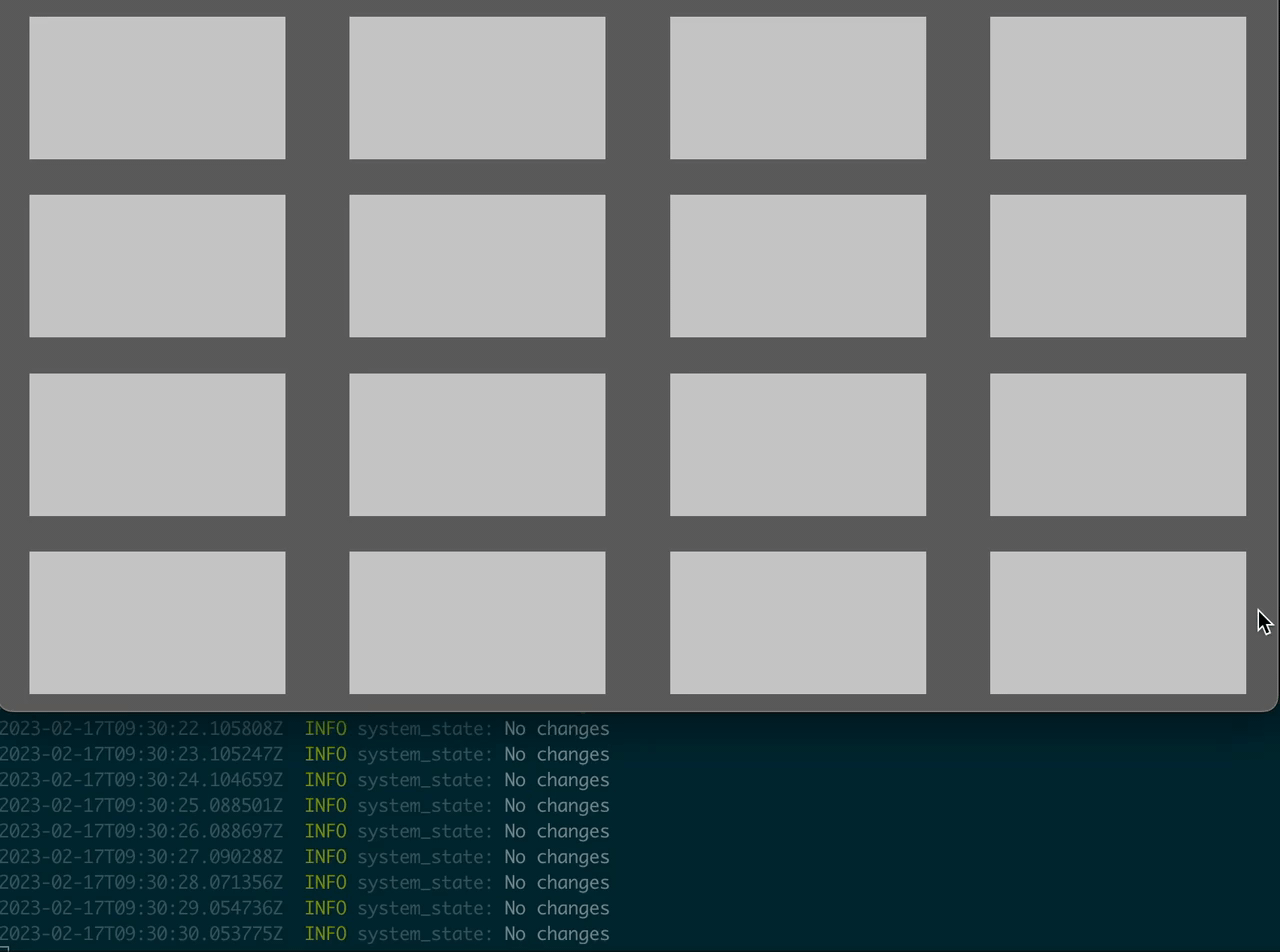 2023-02-17T09:30:22.105808Z  INFO system_state: No changes
2023-02-17T09:30:23.105247Z  INFO system_state: No changes
2023-02-17T09:30:24.104659Z  INFO system_state: No changes
2023-02-17T09:30:25.088501Z  INFO system_state: No changes
2023-02-17T09:30:26.088697Z  INFO system_state: No changes
2023-02-17T09:30:27.090288Z  INFO system_state: No changes
2023-02-17T09:30:28.071356Z  INFO system_state: No changes
2023-02-17T09:30:29.054736Z  INFO system_state: No changes
2023-02-17T09:30:30.053775Z  INFO system_state: No changes